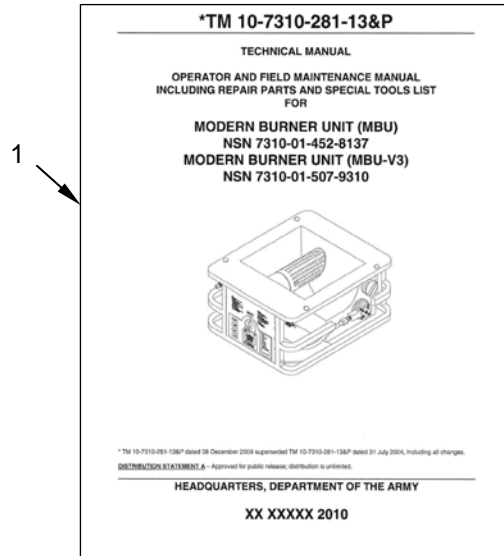 *TM 10-7310-281-13&P
TECHNICAL MANUAL
OPERATOR AND FIELD MAINTENANCE MANUAL
INCLUDING REPAIR PARTS AND SPECIAL TOOLS LIST
FOR
MODERN BURNER UNIT (MBU)
NSN 7310-01-452-8137
MODERN BURNER UNIT (MBU-V3)
NSN 7310-01-507-9310
1
* TM 10-7310-281-13&P dated 38 December 2009 superseded TM 10-7310-281-13&P dated 31 July 2004, including all changes.
DISTRIBUTION STATEMENT A – Approved for public release; distribution is unlimited.
HEADQUARTERS, DEPARTMENT OF THE ARMY
XX XXXXX 2010